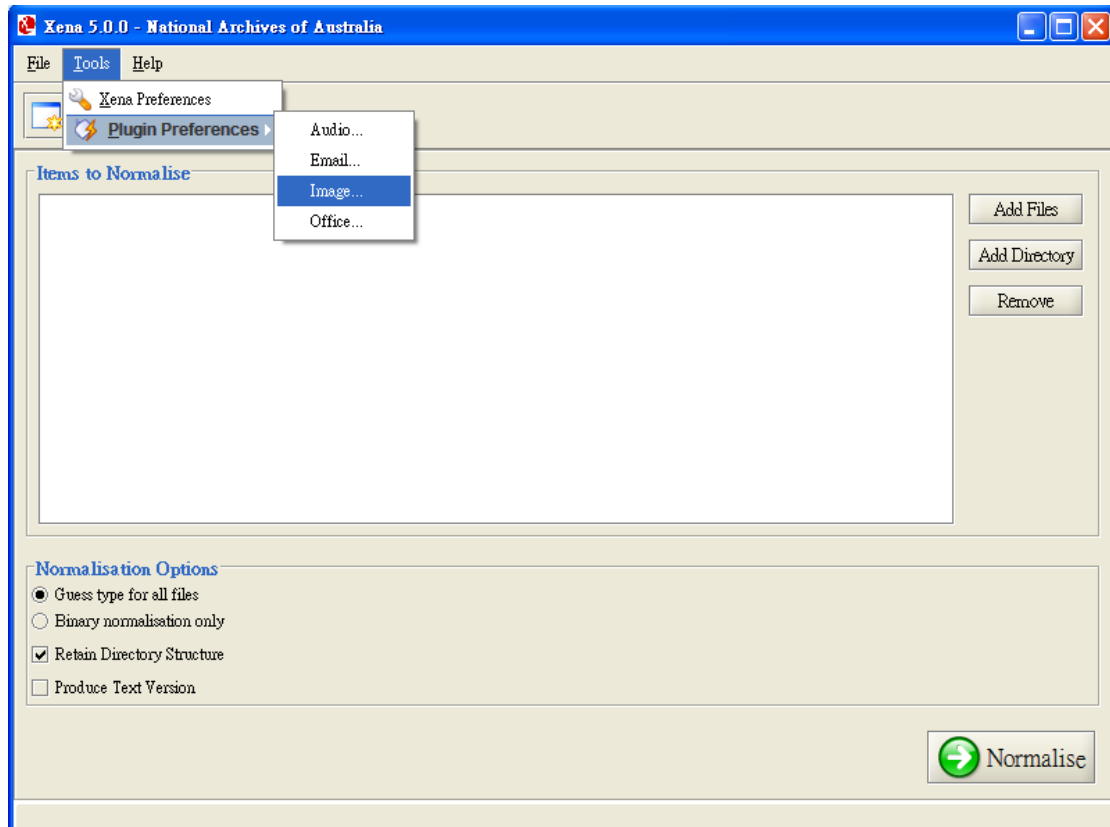 Xena 5.0.0 - National Archives of Australia
File Tools Help
Xena Preferences
Plugin Preferences
Audio...
Email...
Image...
Office...
Items to Normalise
Add Files
Add Directory
Remove
Normalisation Options
Guess type for all files
Binary normalisation only
Retain Directory Structure
Produce Text Version
Normalise